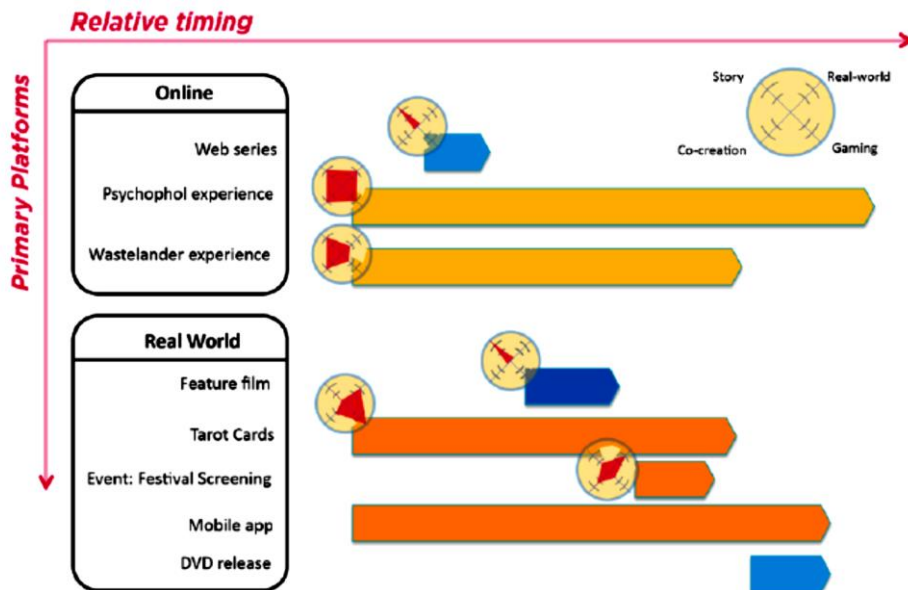 Relative timing
Primary Platforms
Online
Web series
Psychophol experience
Wastelander experience
Story
Real-world
Co-creation
Gaming
Real World
Feature film
Tarot Cards
Event: Festival Screening
Mobile app
DVD release